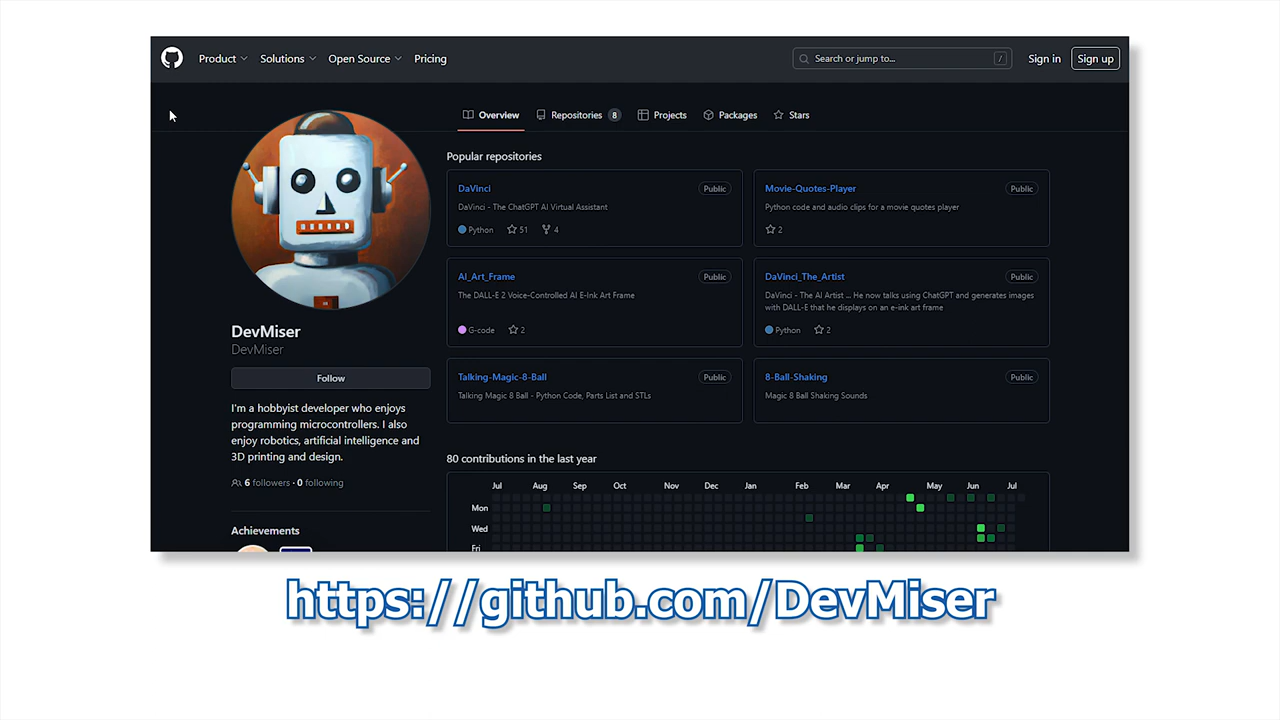 Product Solutions Open Source Pricing Search or jump to... / Sign in Sign up
Overview Repositories 8 Projects Packages Stars
DevMiser
DevMiser
Follow
I'm a hobbyist developer who enjoys
programming microcontrollers. I also
enjoy robotics, artificial intelligence and
3D printing and design.
6 followers · 0 following
Achievements
Popular repositories
DaVinci Public
DaVinci - The ChatGPT AI Virtual Assistant
Python 51 4
Movie-Quotes-Player Public
Python code and audio clips for a movie quotes player
2
AI_Art_Frame Public
The DALL-E 2 Voice-Controlled AI E-Ink Art Frame
G-code 2
DaVinci_The_Artist Public
DaVinci - The AI Artist ... He now talks using ChatGPT and generates images
with DALL-E that he displays on an e-ink art frame
Python 2
Talking-Magic-8-Ball Public
Talking Magic 8 Ball - Python Code, Parts List and STLs
8-Ball-Shaking Public
Magic 8 Ball Shaking Sounds
80 contributions in the last year
Jul Aug Sep Oct Nov Dec Jan Feb Mar Apr May Jun Jul
Mon
Wed
Fri
https://github.com/DevMiser